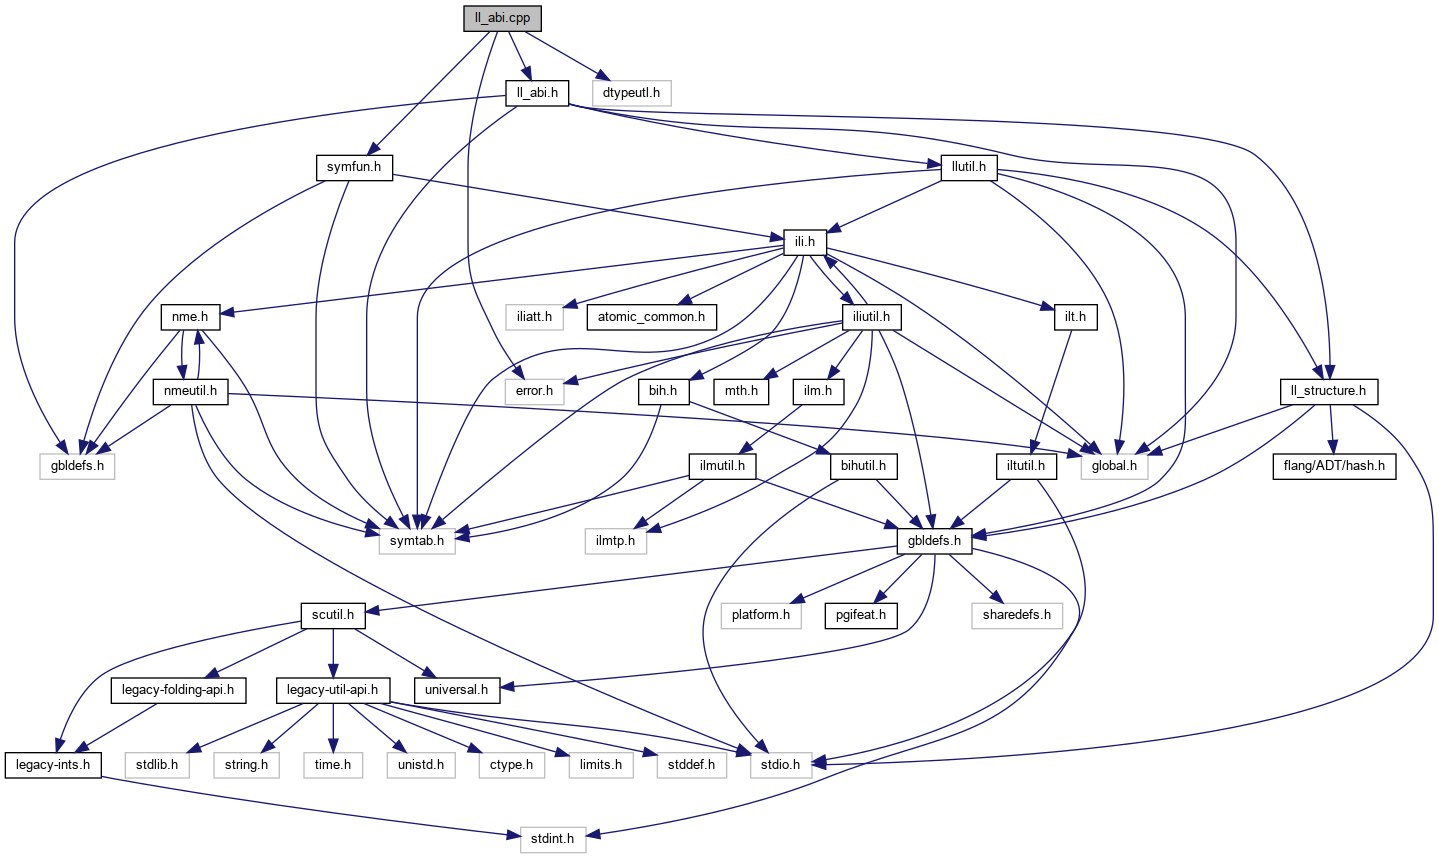 ll_abi.cpp
ll_abi.h
dtypeutl.h
symfun.h
llutil.h
ili.h
nme.h
iliatt.h
atomic_common.h
iliutil.h
ilt.h
nmeutil.h
error.h
bih.h
mth.h
ilm.h
ll_structure.h
gbldefs.h
ilmutil.h
bihutil.h
iltutil.h
global.h
flang/ADT/hash.h
symtab.h
ilmtp.h
gbldefs.h
scutil.h
platform.h
pgifeat.h
sharedefs.h
legacy-folding-api.h
legacy-util-api.h
universal.h
legacy-ints.h
stdlib.h
string.h
time.h
unistd.h
ctype.h
limits.h
stddef.h
stdio.h
stdint.h